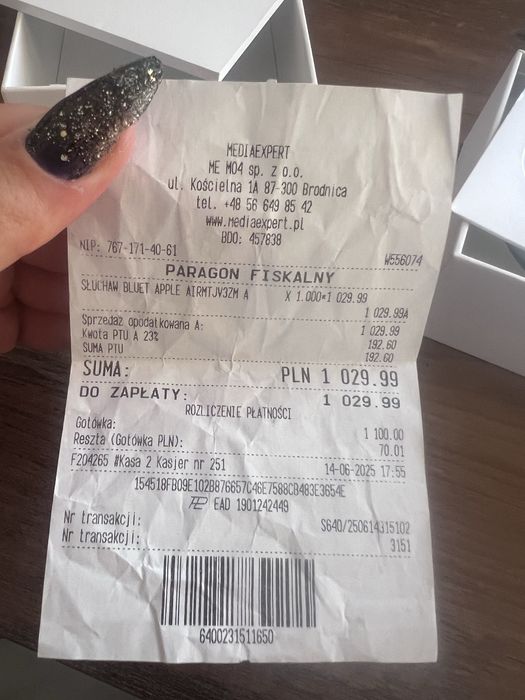 MEDIAEXPERT
ME M04 sp. z o.o.
ul. Kościelna 1A 87-300 Brodnica
tel. +48 56 649 85 42
www.mediaexpert.pl
BDO: 457838
NIP: 767-171-40-61 W556074
PARAGON FISKALNY
SŁUCHAW BLUET APPLE AIRMTJV3ZM A X 1.000*1 029.99
1 029.99A
Sprzedaż opodatkowana A: 1 029.99
Kwota PTU A 23% 192.60
SUMA PTU 192.60
SUMA: PLN 1 029.99
DO ZAPŁATY: 1 029.99
ROZLICZENIE PŁATNOŚCI
Gotówka: 1 100.00
Reszta (Gotówka PLN): 70.01
F204265 #Kasa 2 Kasjer nr 251 14-06-2025 17:55
154518FB09E102B876657C46E7588CB483E3654E
EAD 1901242449
Nr transakcji: S640/250614315102
Nr transakcji: 3151
6400231511650